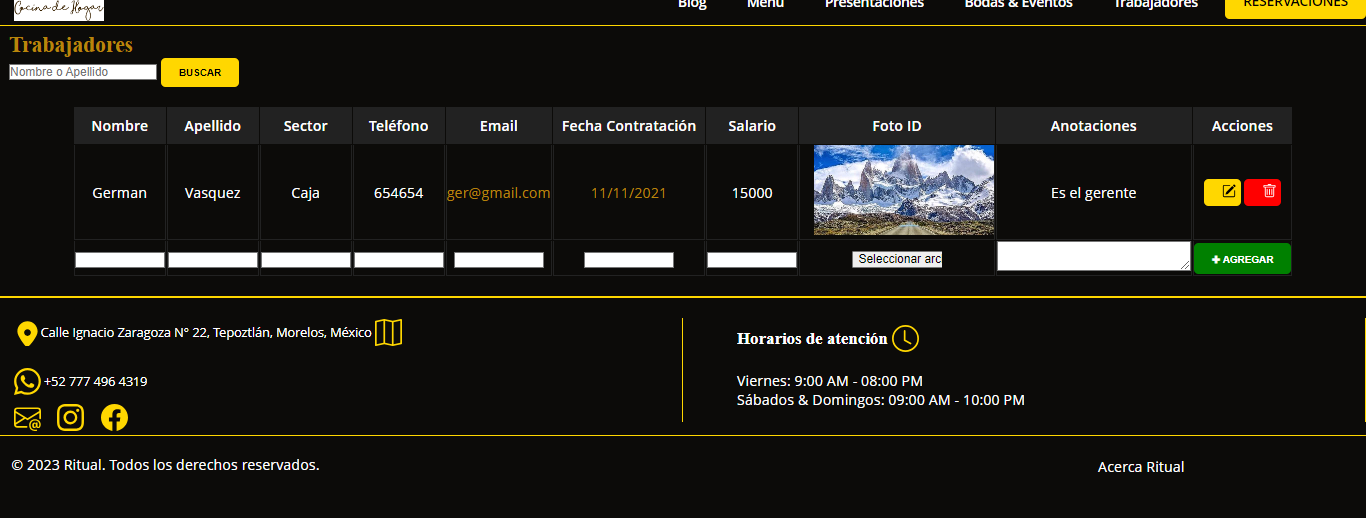 Cocina de Hogar
Blog Menú Presentaciones Bodas & Eventos Trabajadores RESERVACIONES
Trabajadores
Nombre o Apellido BUSCAR
Nombre Apellido Sector Teléfono Email Fecha Contratación Salario Foto ID Anotaciones Acciones
German Vasquez Caja 654654 ger@gmail.com 11/11/2021 15000 Es el gerente
Seleccionar arc AGREGAR
Calle Ignacio Zaragoza N° 22, Tepoztlán, Morelos, México
+52 777 496 4319
Horarios de atención
Viernes: 9:00 AM - 08:00 PM
Sábados & Domingos: 09:00 AM - 10:00 PM
© 2023 Ritual. Todos los derechos reservados. Acerca Ritual